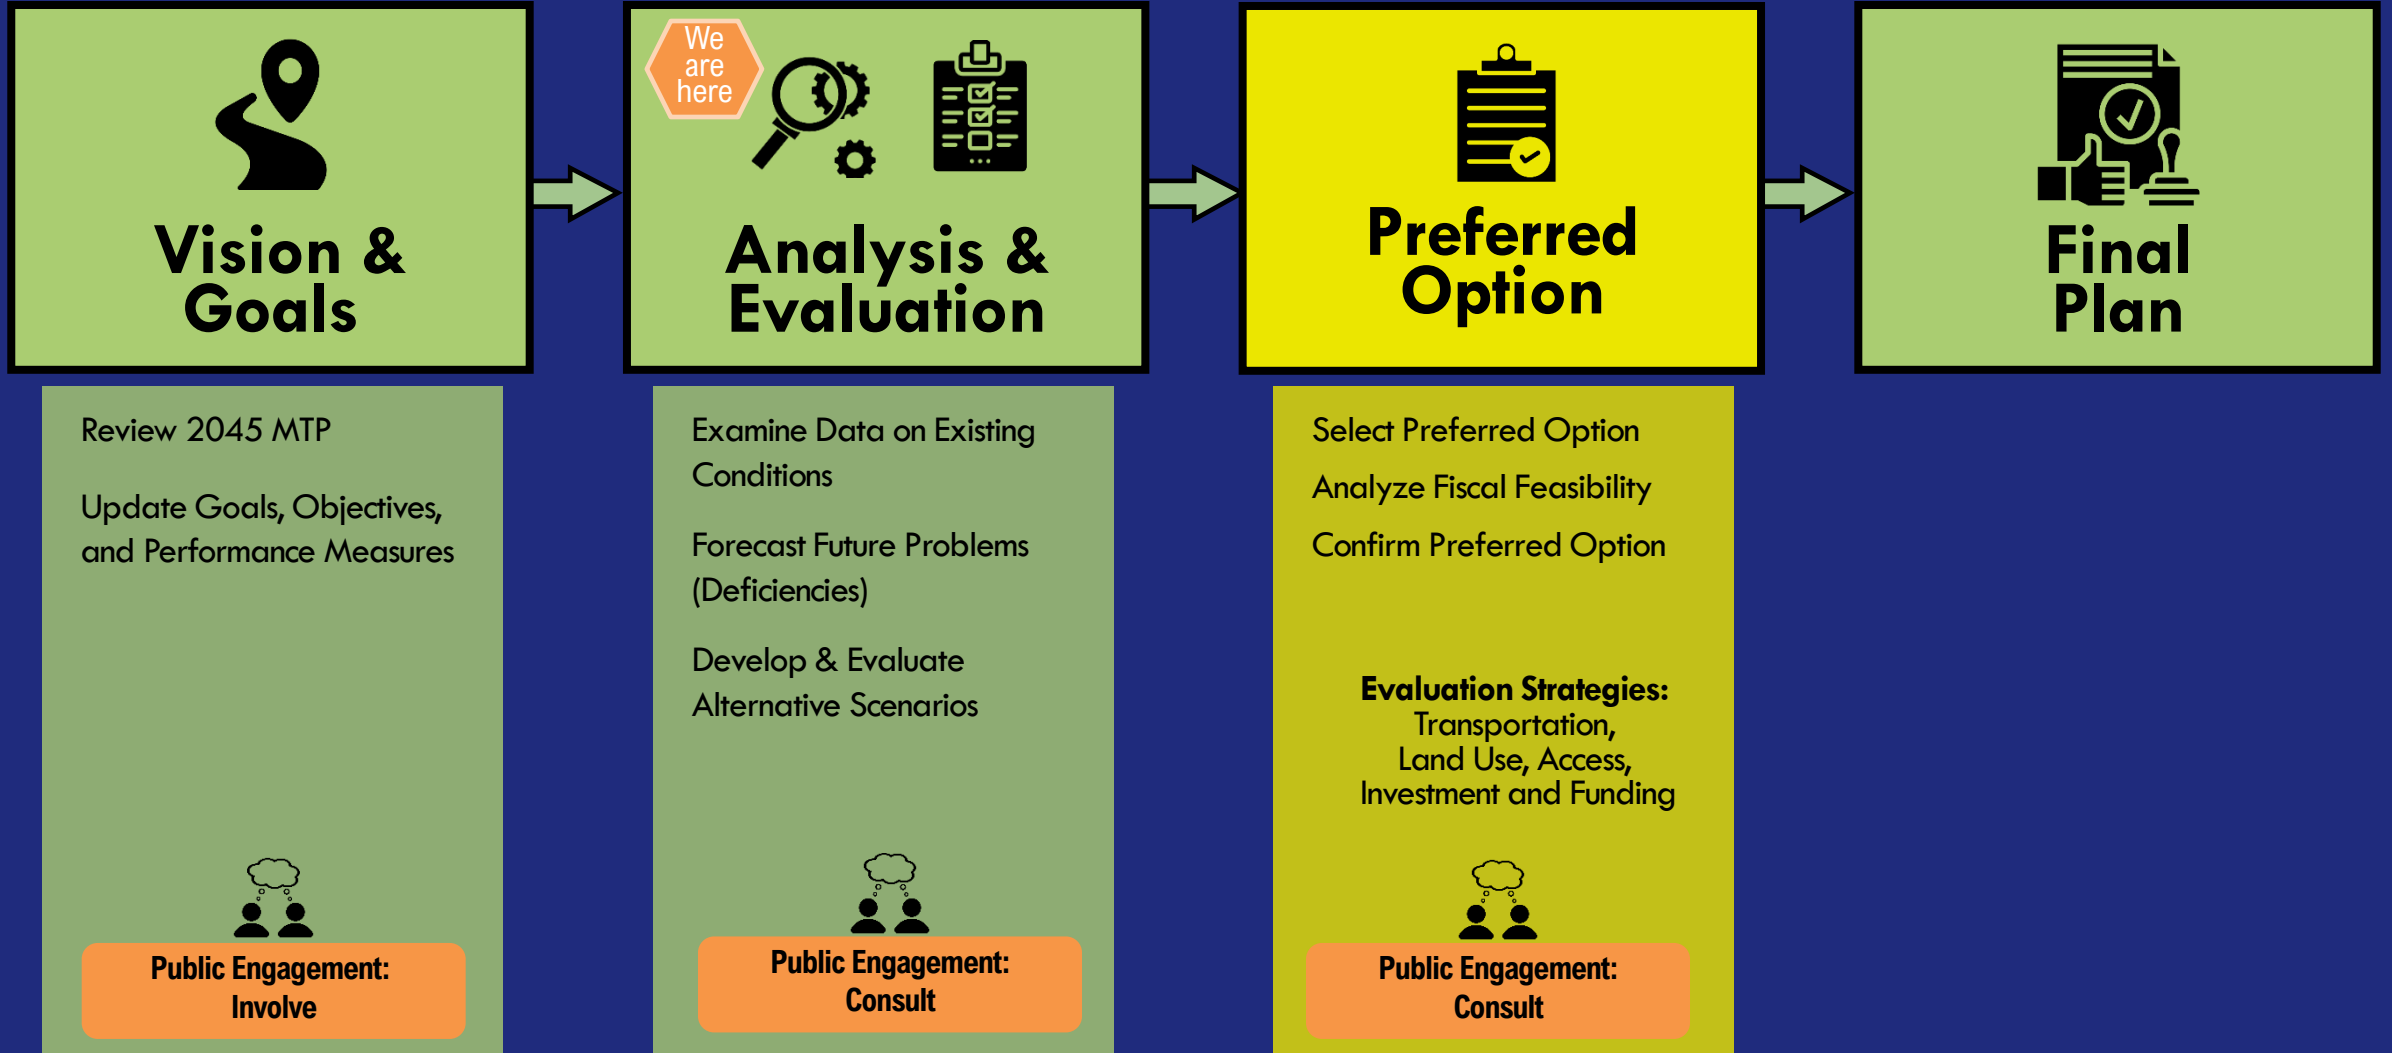 Vision &
Goals
We
are
here
Analysis &
Evaluation
Preferred
Option
Final
Plan
Review 2045 MTP
Update Goals, Objectives,
and Performance Measures
Public Engagement:
Involve
Examine Data on Existing
Conditions
Forecast Future Problems
(Deficiencies)
Develop & Evaluate
Alternative Scenarios
Public Engagement:
Consult
Select Preferred Option
Analyze Fiscal Feasibility
Confirm Preferred Option
Evaluation Strategies:
Transportation,
Land Use, Access,
Investment and Funding
Public Engagement:
Consult